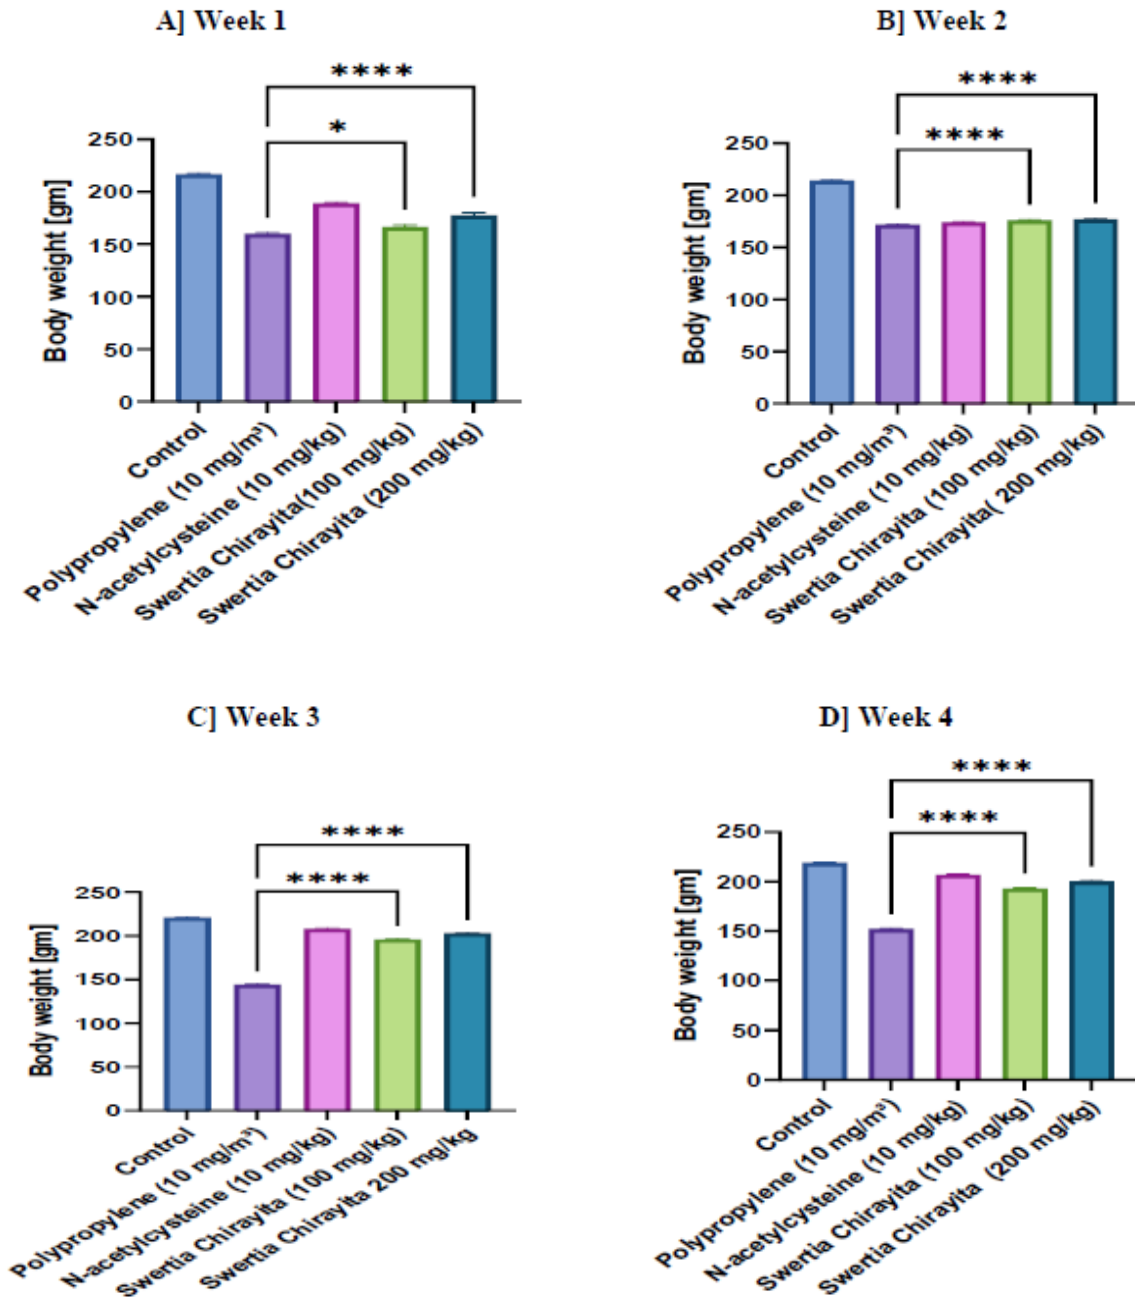 A] Week 1
****
*
250
200
150
100
50
0
Body weight [gm]
Control
Polypropylene (10 mg/m³)
N-acetylcysteine (10 mg/kg)
Swertia Chirayita(100 mg/kg)
Swertia Chirayita (200 mg/kg)
B] Week 2
****
****
250
200
150
100
50
0
Body weight [gm]
Control
Polypropylene (10 mg/m³)
N-acetylcysteine (10 mg/kg)
Swertia Chirayita (100 mg/kg)
Swertia Chirayita( 200 mg/kg)
C] Week 3
****
****
250
200
150
100
50
0
Body weight [gm]
Control
Polypropylene (10 mg/m³)
N-acetylcysteine (10 mg/kg)
Swertia Chirayita (100 mg/kg)
Swertia Chirayita 200 mg/kg
D] Week 4
****
****
250
200
150
100
50
0
Body weight [gm]
Control
Polypropylene (10 mg/m³)
N-acetylcysteine (10 mg/kg)
Swertia Chirayita (100 mg/kg)
Swertia Chirayita (200 mg/kg)